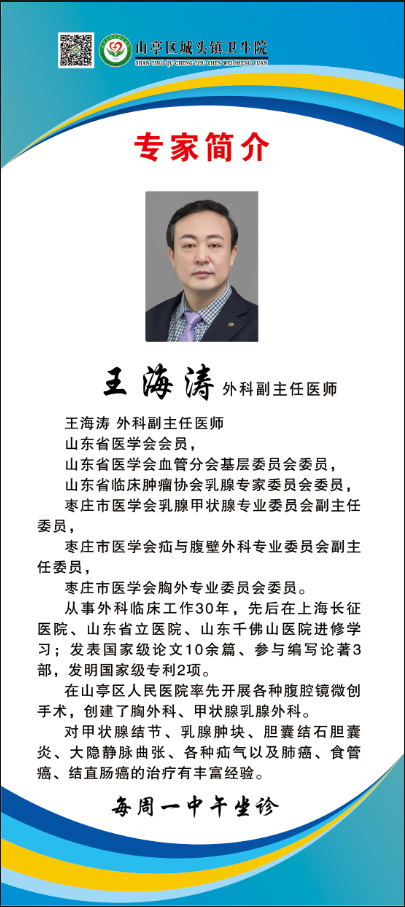 山亭区城头镇卫生院
SHAN TING QU CHENG TOU ZHEN WEI SHENG YUAN
专家简介
王海涛 外科副主任医师
王海涛 外科副主任医师
山东省医学会会员，
山东省医学会血管分会基层委员会委员，
山东省临床肿瘤协会乳腺专家委员会委员，
枣庄市医学会乳腺甲状腺专业委员会副主任
委员，
枣庄市医学会疝与腹壁外科专业委员会副主
任委员，
枣庄市医学会胸外专业委员会委员。
从事外科临床工作30年，先后在上海长征
医院、山东省立医院、山东千佛山医院进修学
习；发表国家级论文10余篇、参与编写论著3
部，发明国家级专利2项。
在山亭区人民医院率先开展各种腹腔镜微创
手术，创建了胸外科、甲状腺乳腺外科。
对甲状腺结节、乳腺肿块、胆囊结石胆囊
炎、大隐静脉曲张、各种疝气以及肺癌、食管
癌、结直肠癌的治疗有丰富经验。
每周一中午坐诊